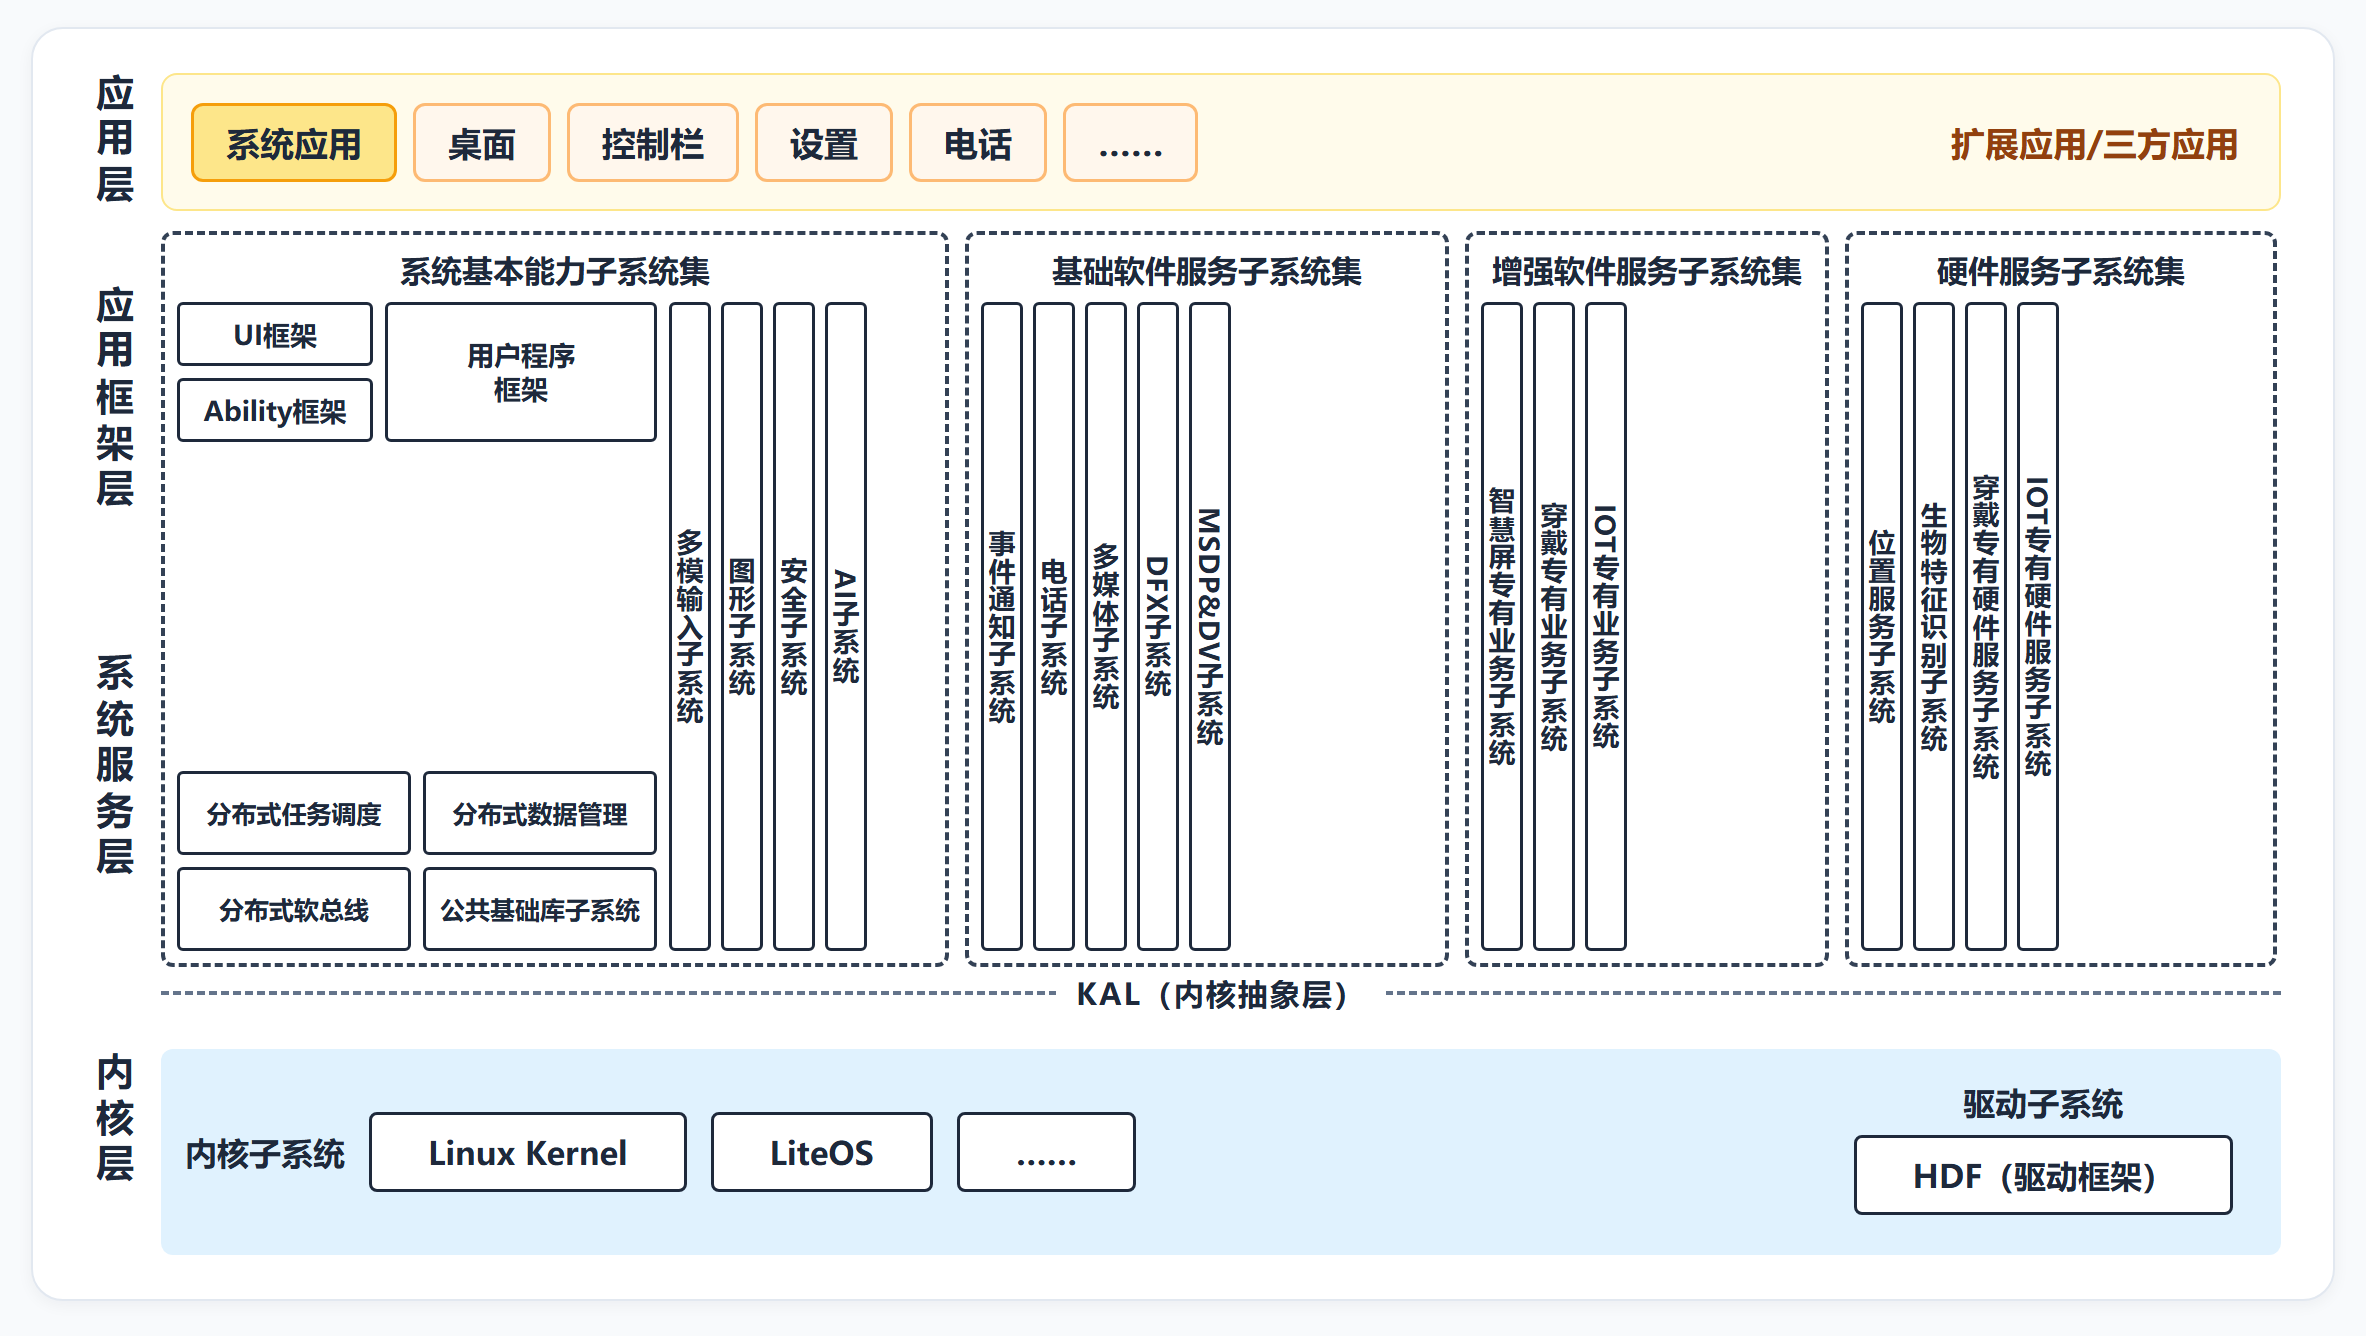 应用层
系统应用
桌面
控制栏
设置
电话
......
扩展应用/三方应用
应用框架层
系统服务层
系统基本能力子系统集
UI框架
Ability框架
用户程序
框架
分布式任务调度
分布式数据管理
分布式软总线
公共基础库子系统
多模输入子系统
图形子系统
安全子系统
AI子系统
基础软件服务子系统集
事件通知子系统
电话子系统
多媒体子系统
DFX子系统
MSDP&DV子系统
增强软件服务子系统集
智慧屏专有业务子系统
穿戴专有业务子系统
IOT专有业务子系统
硬件服务子系统集
位置服务子系统
生物特征识别子系统
穿戴专有硬件服务子系统
IOT专有硬件服务子系统
KAL（内核抽象层）
内核层
内核子系统
Linux Kernel
LiteOS
......
驱动子系统
HDF（驱动框架）